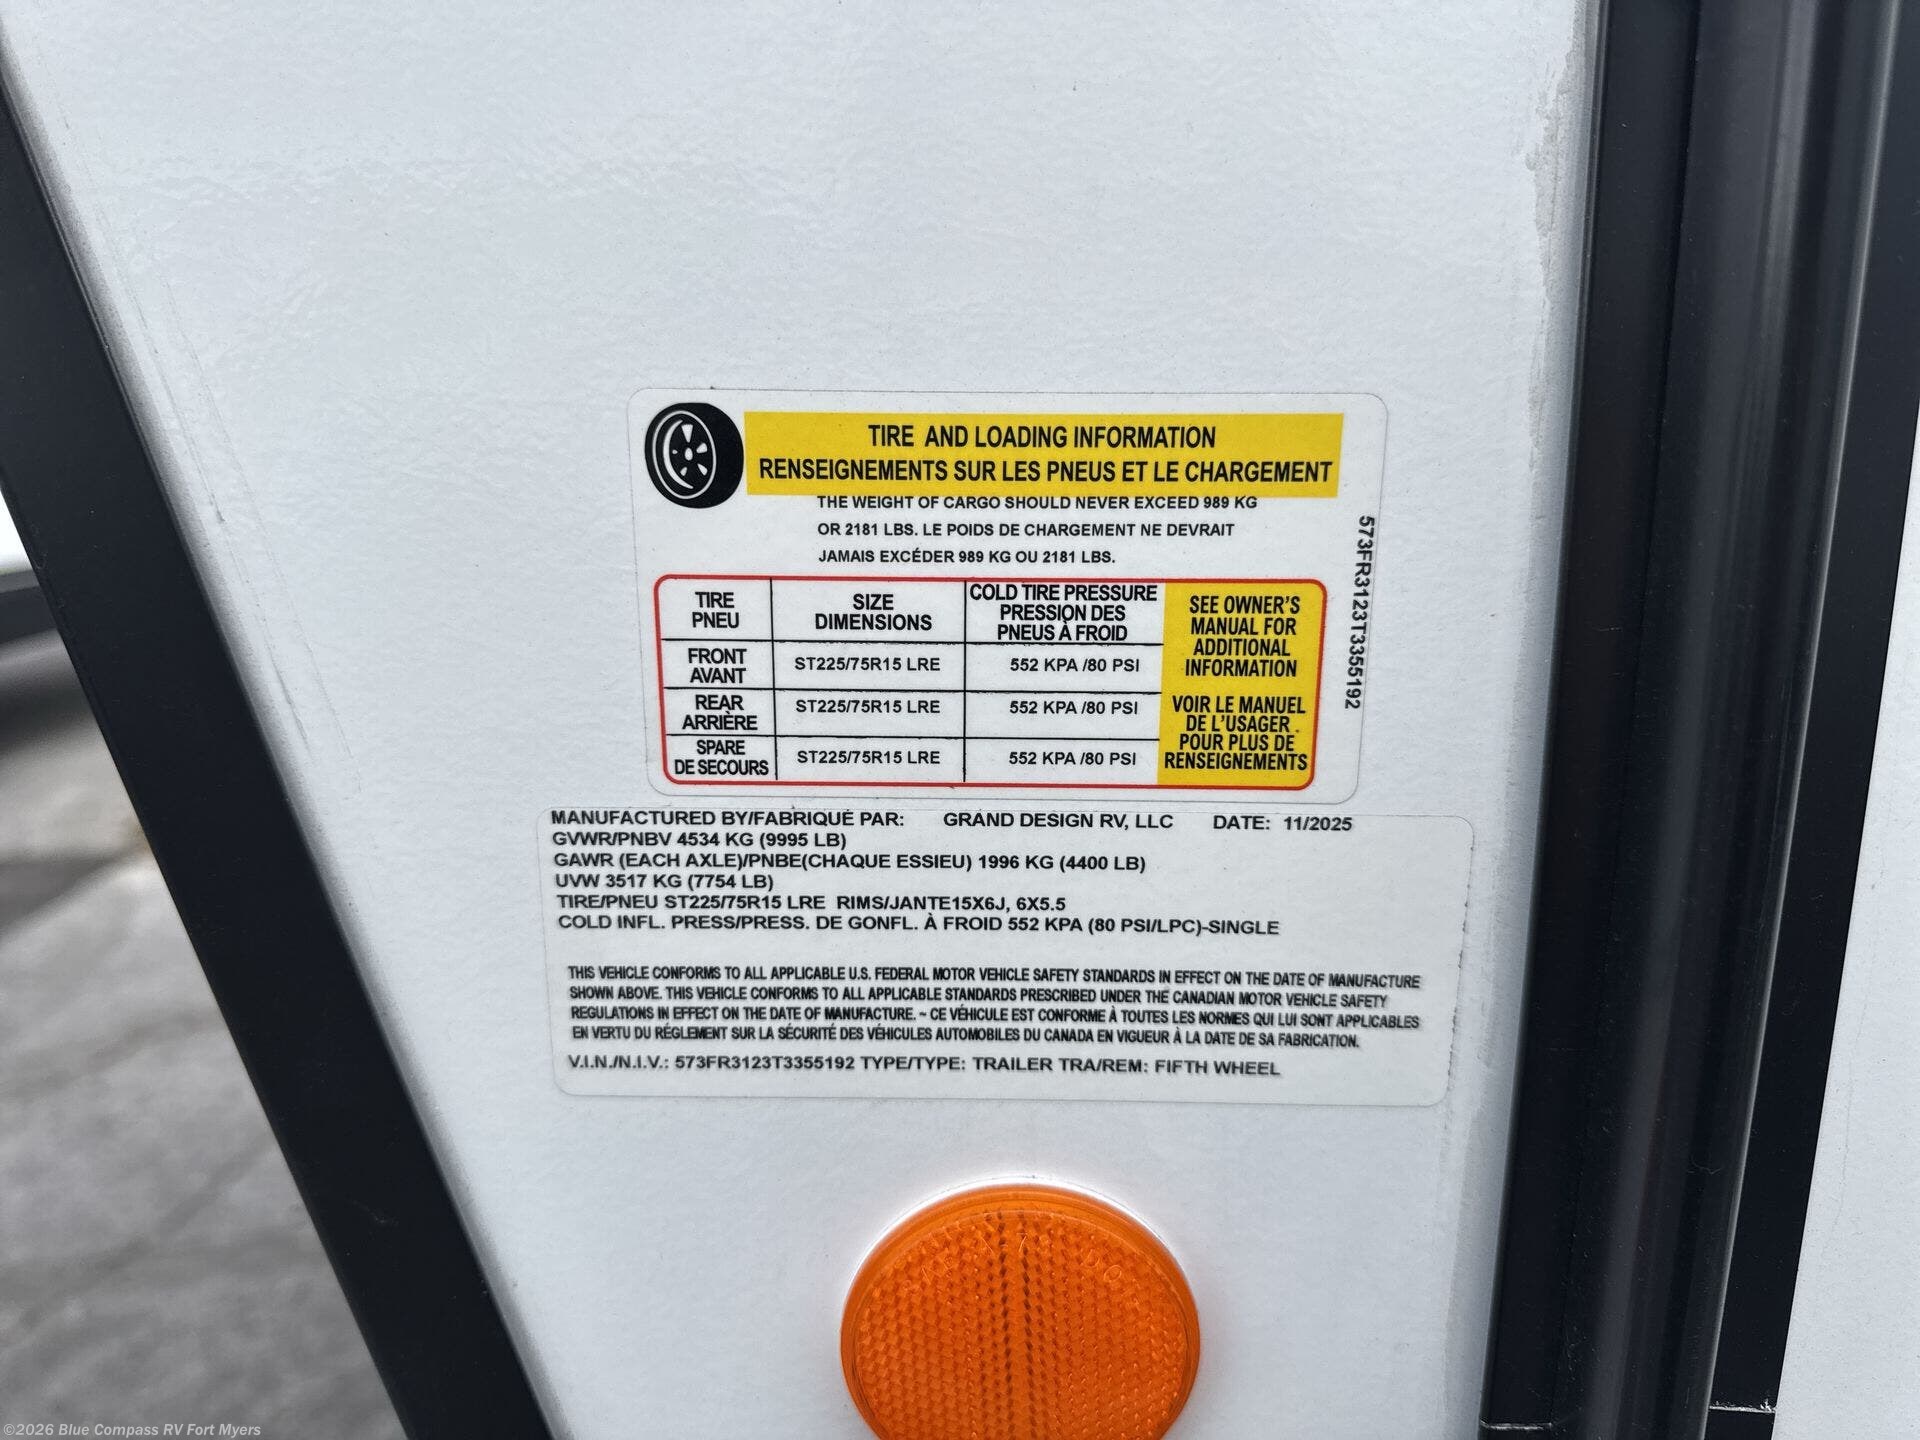 TIRE AND LOADING INFORMATION
RENSEIGNEMENTS SUR LES PNEUS ET LE CHARGEMENT
THE WEIGHT OF CARGO SHOULD NEVER EXCEED 989 KG
OR 2181 LBS. LE POIDS DE CHARGEMENT NE DEVRAIT
JAMAIS EXCÉDER 989 KG OU 2181 LBS.
TIRE
PNEU
SIZE
DIMENSIONS
COLD TIRE PRESSURE
PRESSION DES
PNEUS À FROID
FRONT
AVANT
ST225/75R15 LRE
552 KPA /80 PSI
REAR
ARRIÈRE
ST225/75R15 LRE
552 KPA /80 PSI
SPARE
DE SECOURS
ST225/75R15 LRE
552 KPA /80 PSI
SEE OWNER'S
MANUAL FOR
ADDITIONAL
INFORMATION
VOIR LE MANUEL
DE L'USAGER
POUR PLUS DE
RENSEIGNEMENTS
573FR3123T3355192
MANUFACTURED BY/FABRIQUÉ PAR: GRAND DESIGN RV, LLC DATE: 11/2025
GVWR/PNBV 4534 KG (9995 LB)
GAWR (EACH AXLE)/PNBE(CHAQUE ESSIEU) 1996 KG (4400 LB)
UVW 3517 KG (7754 LB)
TIRE/PNEU ST225/75R15 LRE RIMS/JANTE15X6J, 6X5.5
COLD INFL. PRESS/PRESS. DE GONFL. À FROID 552 KPA (80 PSI/LPC)-SINGLE
THIS VEHICLE CONFORMS TO ALL APPLICABLE U.S. FEDERAL MOTOR VEHICLE SAFETY STANDARDS IN EFFECT ON THE DATE OF MANUFACTURE
SHOWN ABOVE. THIS VEHICLE CONFORMS TO ALL APPLICABLE STANDARDS PRESCRIBED UNDER THE CANADIAN MOTOR VEHICLE SAFETY
REGULATIONS IN EFFECT ON THE DATE OF MANUFACTURE. ~ CE VÉHICULE EST CONFORME À TOUTES LES NORMES QUI LUI SONT APPLICABLES
EN VERTU DU RÉGLEMENT SUR LA SÉCURITÉ DES VÉHICULES AUTOMOBILES DU CANADA EN VIGUEUR À LA DATE DE SA FABRICATION.
V.I.N./N.I.V.: 573FR3123T3355192 TYPE/TYPE: TRAILER TRA/REM: FIFTH WHEEL
©2026 Blue Compass RV Fort Myers